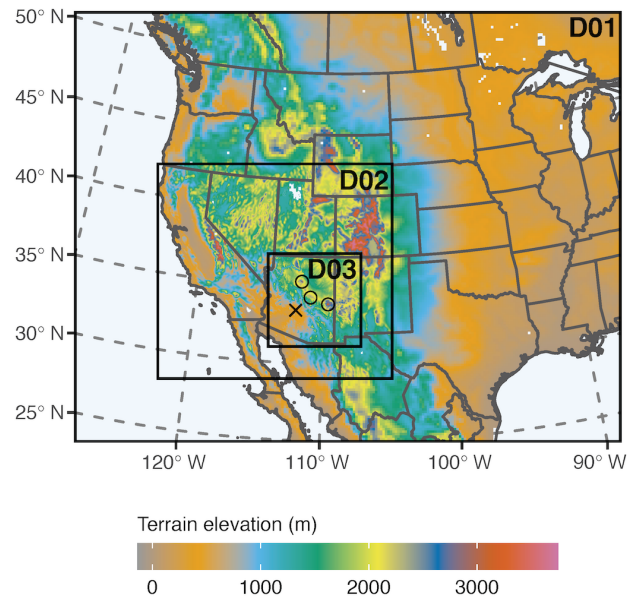 50° N
D01
45° N
40° N
D02
35° N
D03
30° N
25° N
120° W
110° W
100° W
90° W
Terrain elevation (m)
0
1000
2000
3000